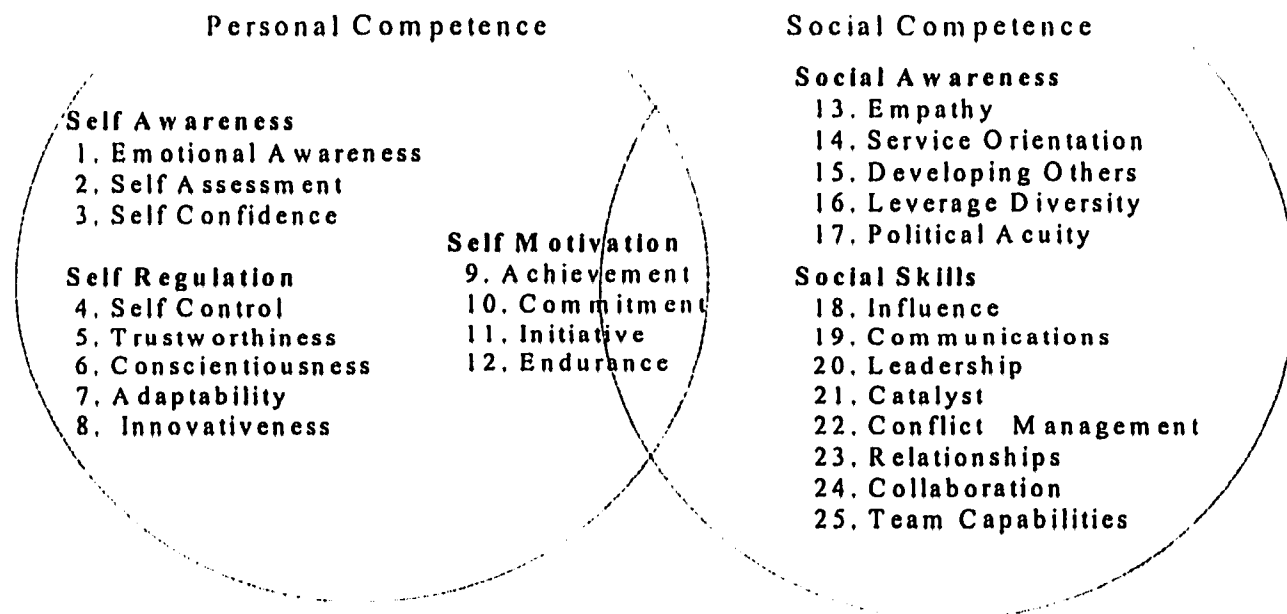 Personal Competence
Self Awareness
1. Emotional Awareness
2. Self Assessment
3. Self Confidence
Self Regulation
4. Self Control
5. Trustworthiness
6. Conscientiousness
7. Adaptability
8. Innovativeness
Self Motivation
9. Achievement
10. Commitment
11. Initiative
12. Endurance
Social Competence
Social Awareness
13. Empathy
14. Service Orientation
15. Developing Others
16. Leverage Diversity
17. Political Acuity
Social Skills
18. Influence
19. Communications
20. Leadership
21. Catalyst
22. Conflict Management
23. Relationships
24. Collaboration
25. Team Capabilities